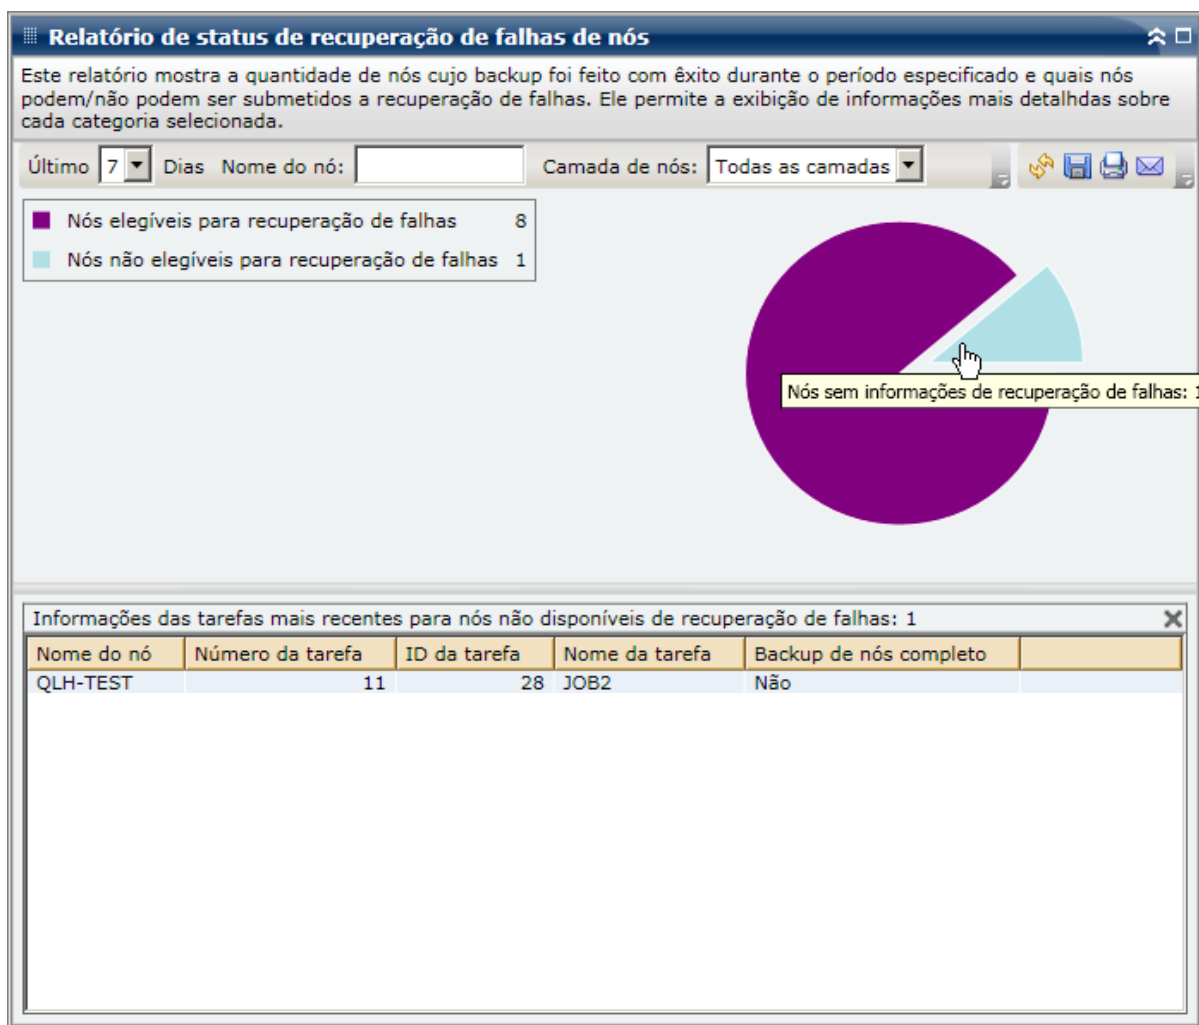 Relatório de status de recuperação de falhas de nós
Este relatório mostra a quantidade de nós cujo backup foi feito com êxito durante o período especificado e quais nós
podem/não podem ser submetidos a recuperação de falhas. Ele permite a exibição de informações mais detalhdas sobre
cada categoria selecionada.
Último 7 Dias Nome do nó: Camada de nós: Todas as camadas
Nós elegíveis para recuperação de falhas 8
Nós não elegíveis para recuperação de falhas 1
Nós sem informações de recuperação de falhas: 1
Informações das tarefas mais recentes para nós não disponíveis de recuperação de falhas: 1
Nome do nó Número da tarefa ID da tarefa Nome da tarefa Backup de nós completo
QLH-TEST 11 28 JOB2 Não